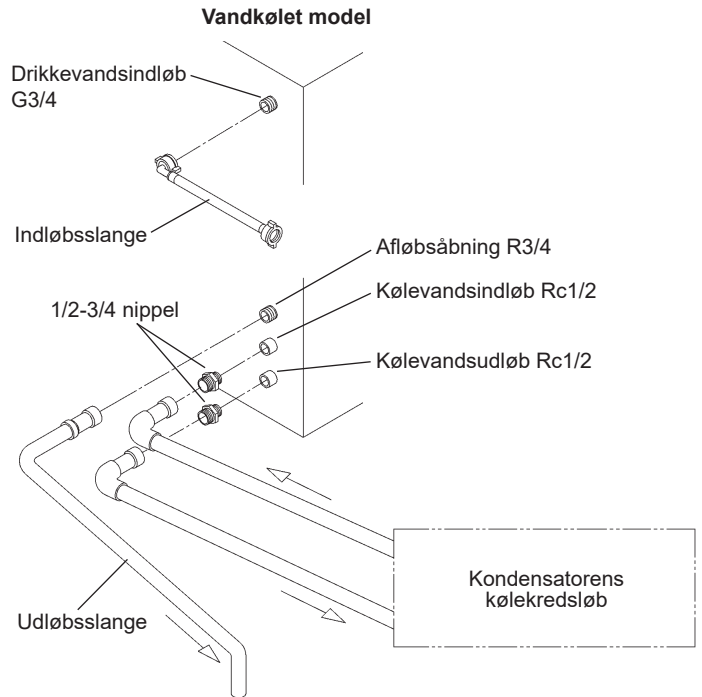 Vandkølet model
Drikkevandsindløb
G3/4
Indløbsslange
Afløbsåbning R3/4
Kølevandsindløb Rc1/2
1/2-3/4 nippel
Kølevandsudløb Rc1/2
Kondensatorens
kølekredsløb
Udløbsslange